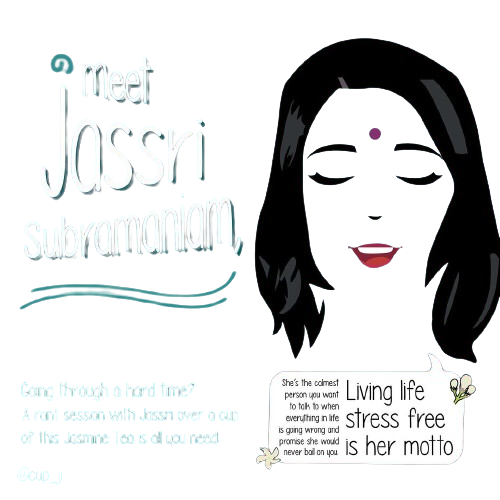 meet
Jassri
subramaniam,
Going through a hard time?
A rant session with Jassri over a cup
of this Jasmine Tea is all you need
She's the calmest
person you want
to talk to when
everything in life
is going wrong and
promise she would
never bail on you.
Living life
stress free
is her motto